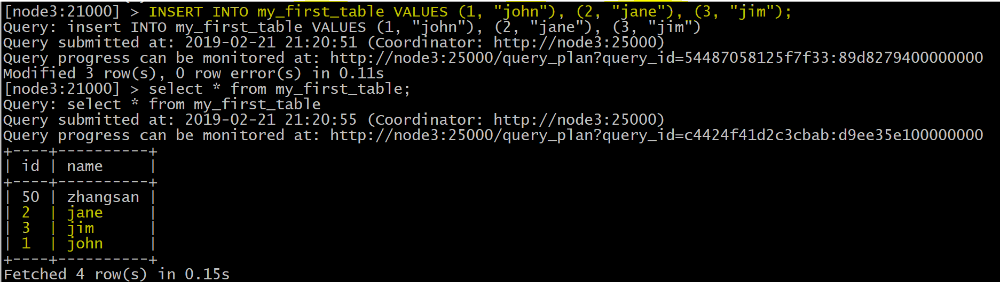 [node3:21000] > INSERT INTO my_first_table VALUES (1, "john"), (2, "jane"), (3, "jim");
Query: insert INTO my_first_table VALUES (1, "john"), (2, "jane"), (3, "jim")
Query submitted at: 2019-02-21 21:20:51 (Coordinator: http://node3:25000)
Query progress can be monitored at: http://node3:25000/query_plan?query_id=54487058125f7f33:89d8279400000000
Modified 3 row(s), 0 row error(s) in 0.11s
[node3:21000] > select * from my_first_table;
Query: select * from my_first_table
Query submitted at: 2019-02-21 21:20:55 (Coordinator: http://node3:25000)
Query progress can be monitored at: http://node3:25000/query_plan?query_id=c4424f41d2c3cbab:d9ee35e100000000
+----+----------+
| id | name     |
+----+----------+
| 50 | zhangsan |
| 2  | jane     |
| 3  | jim      |
| 1  | john     |
+----+----------+
Fetched 4 row(s) in 0.15s